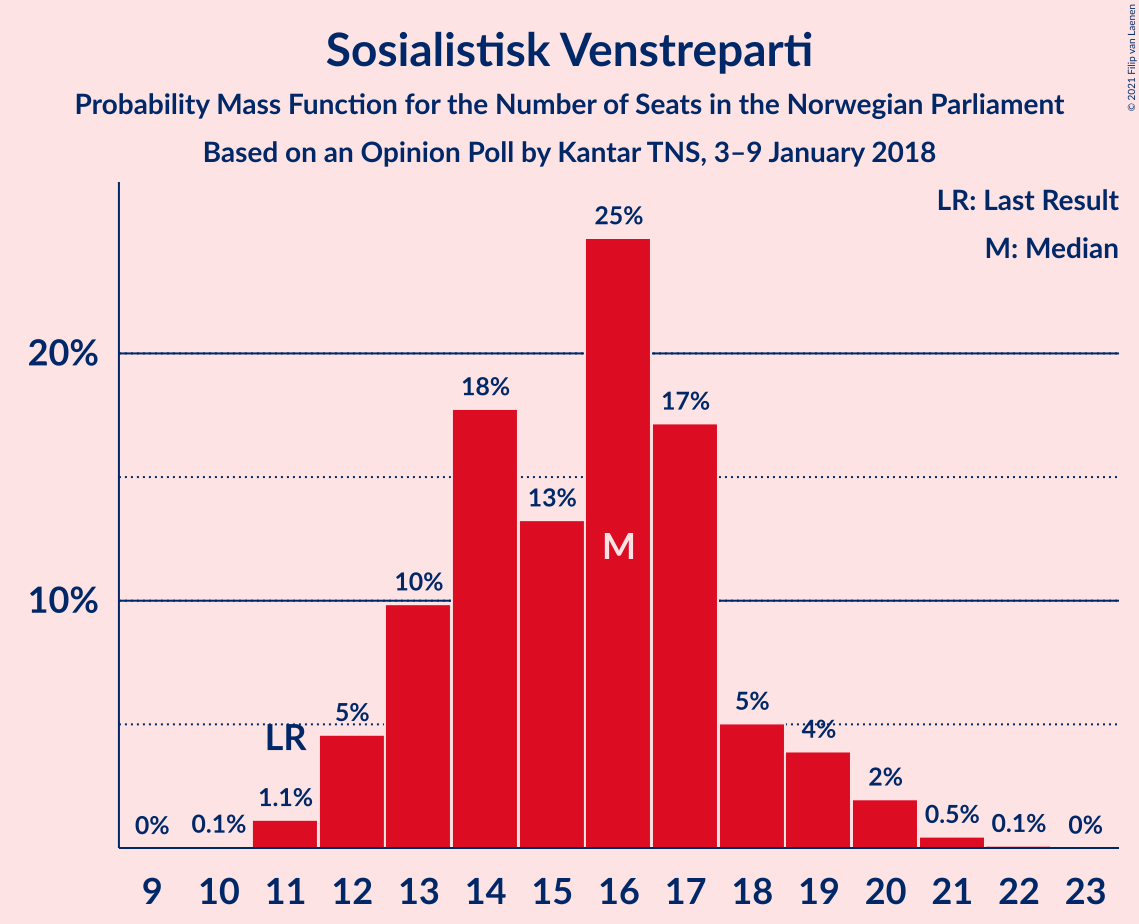 Sosialistisk Venstreparti
Probability Mass Function for the Number of Seats in the Norwegian Parliament
Based on an Opinion Poll by Kantar TNS, 3–9 January 2018
© 2021 Filip van Laenen
LR: Last Result
M: Median
25%
20%
18%
17%
13%
M
10%
10%
5%
5%
4%
LR
2%
1.1%
0.5%
0% 0.1% 0.1% 0%
9 10 11 12 13 14 15 16 17 18 19 20 21 22 23